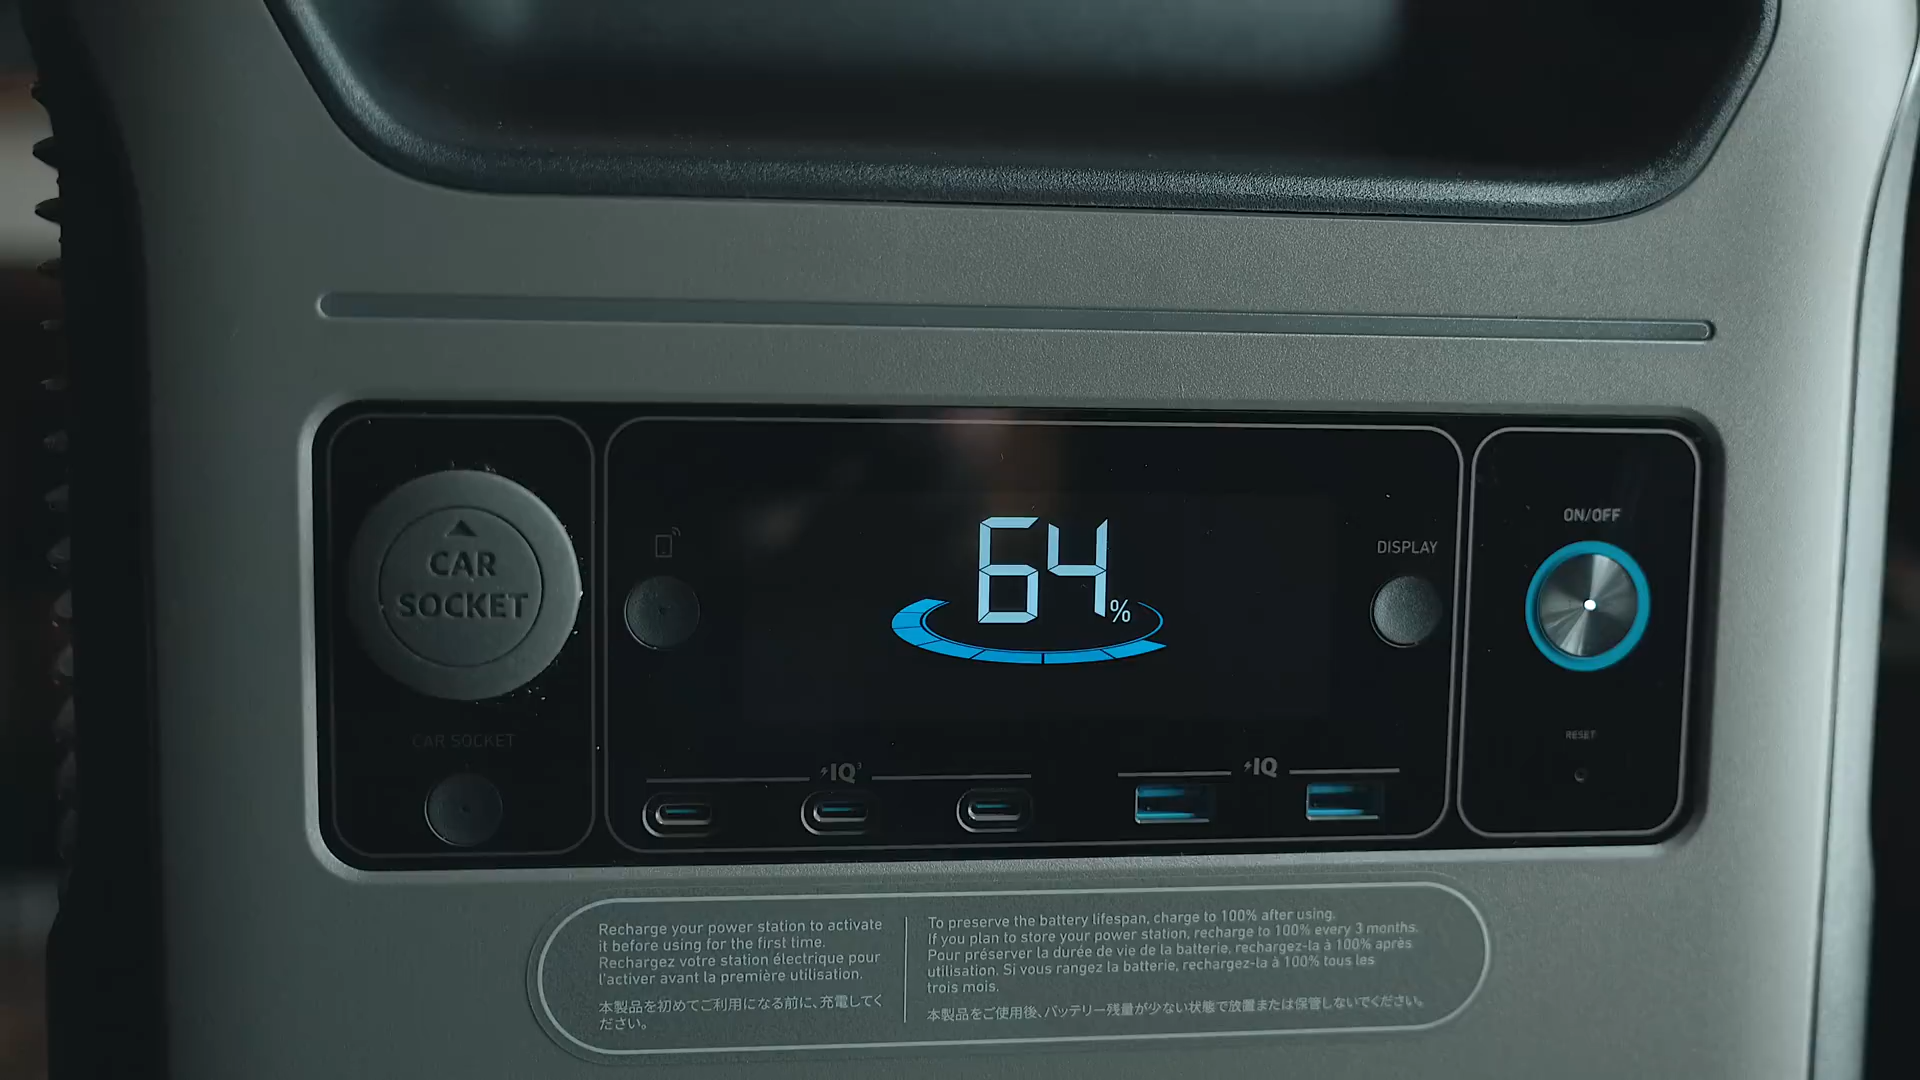 CAR
SOCKET
CAR SOCKET
64%
DISPLAY
IQ³
IQ
ON/OFF
RESET
Recharge your power station to activate
it before using for the first time.
Rechargez votre station électrique pour
l'activer avant la première utilisation.
本製品を初めてご利用になる前に、充電してく
ださい。
To preserve the battery lifespan, charge to 100% after using.
If you plan to store your power station, recharge to 100% every 3 months.
Pour préserver la durée de vie de la batterie, rechargez-la à 100% après
utilisation. Si vous rangez la batterie, rechargez-la à 100% tous les
trois mois.
本製品をご使用後、バッテリー残量が少ない状態で放置または保管しないでください。